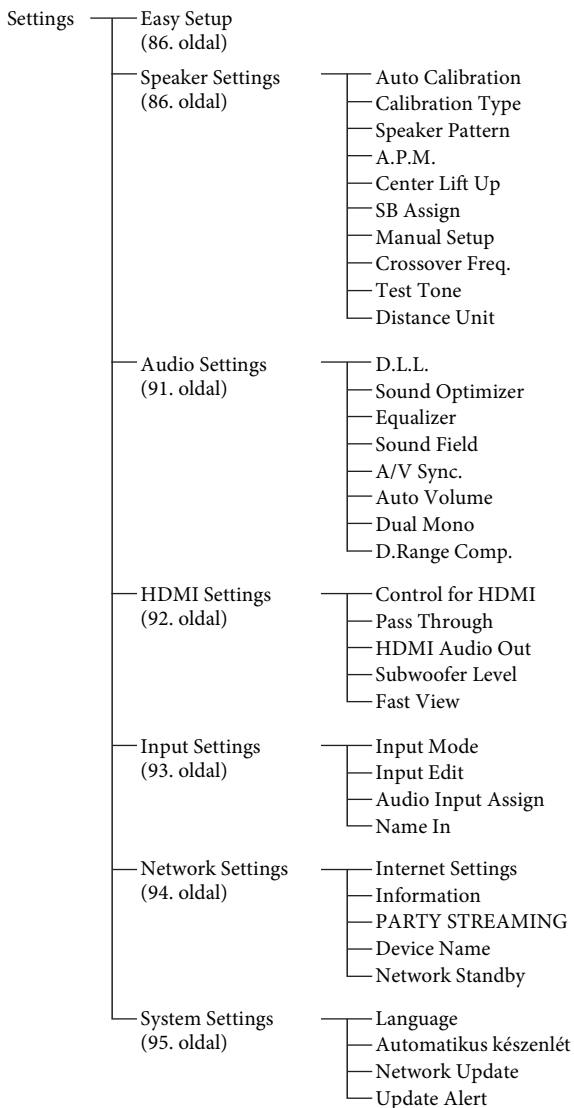 Settings
Easy Setup
(86. oldal)
Speaker Settings
(86. oldal)
Auto Calibration
Calibration Type
Speaker Pattern
A.P.M.
Center Lift Up
SB Assign
Manual Setup
Crossover Freq.
Test Tone
Distance Unit
Audio Settings
(91. oldal)
D.L.L.
Sound Optimizer
Equalizer
Sound Field
A/V Sync.
Auto Volume
Dual Mono
D.Range Comp.
HDMI Settings
(92. oldal)
Control for HDMI
Pass Through
HDMI Audio Out
Subwoofer Level
Fast View
Input Settings
(93. oldal)
Input Mode
Input Edit
Audio Input Assign
Name In
Network Settings
(94. oldal)
Internet Settings
Information
PARTY STREAMING
Device Name
Network Standby
System Settings
(95. oldal)
Language
Automatikus készenlét
Network Update
Update Alert